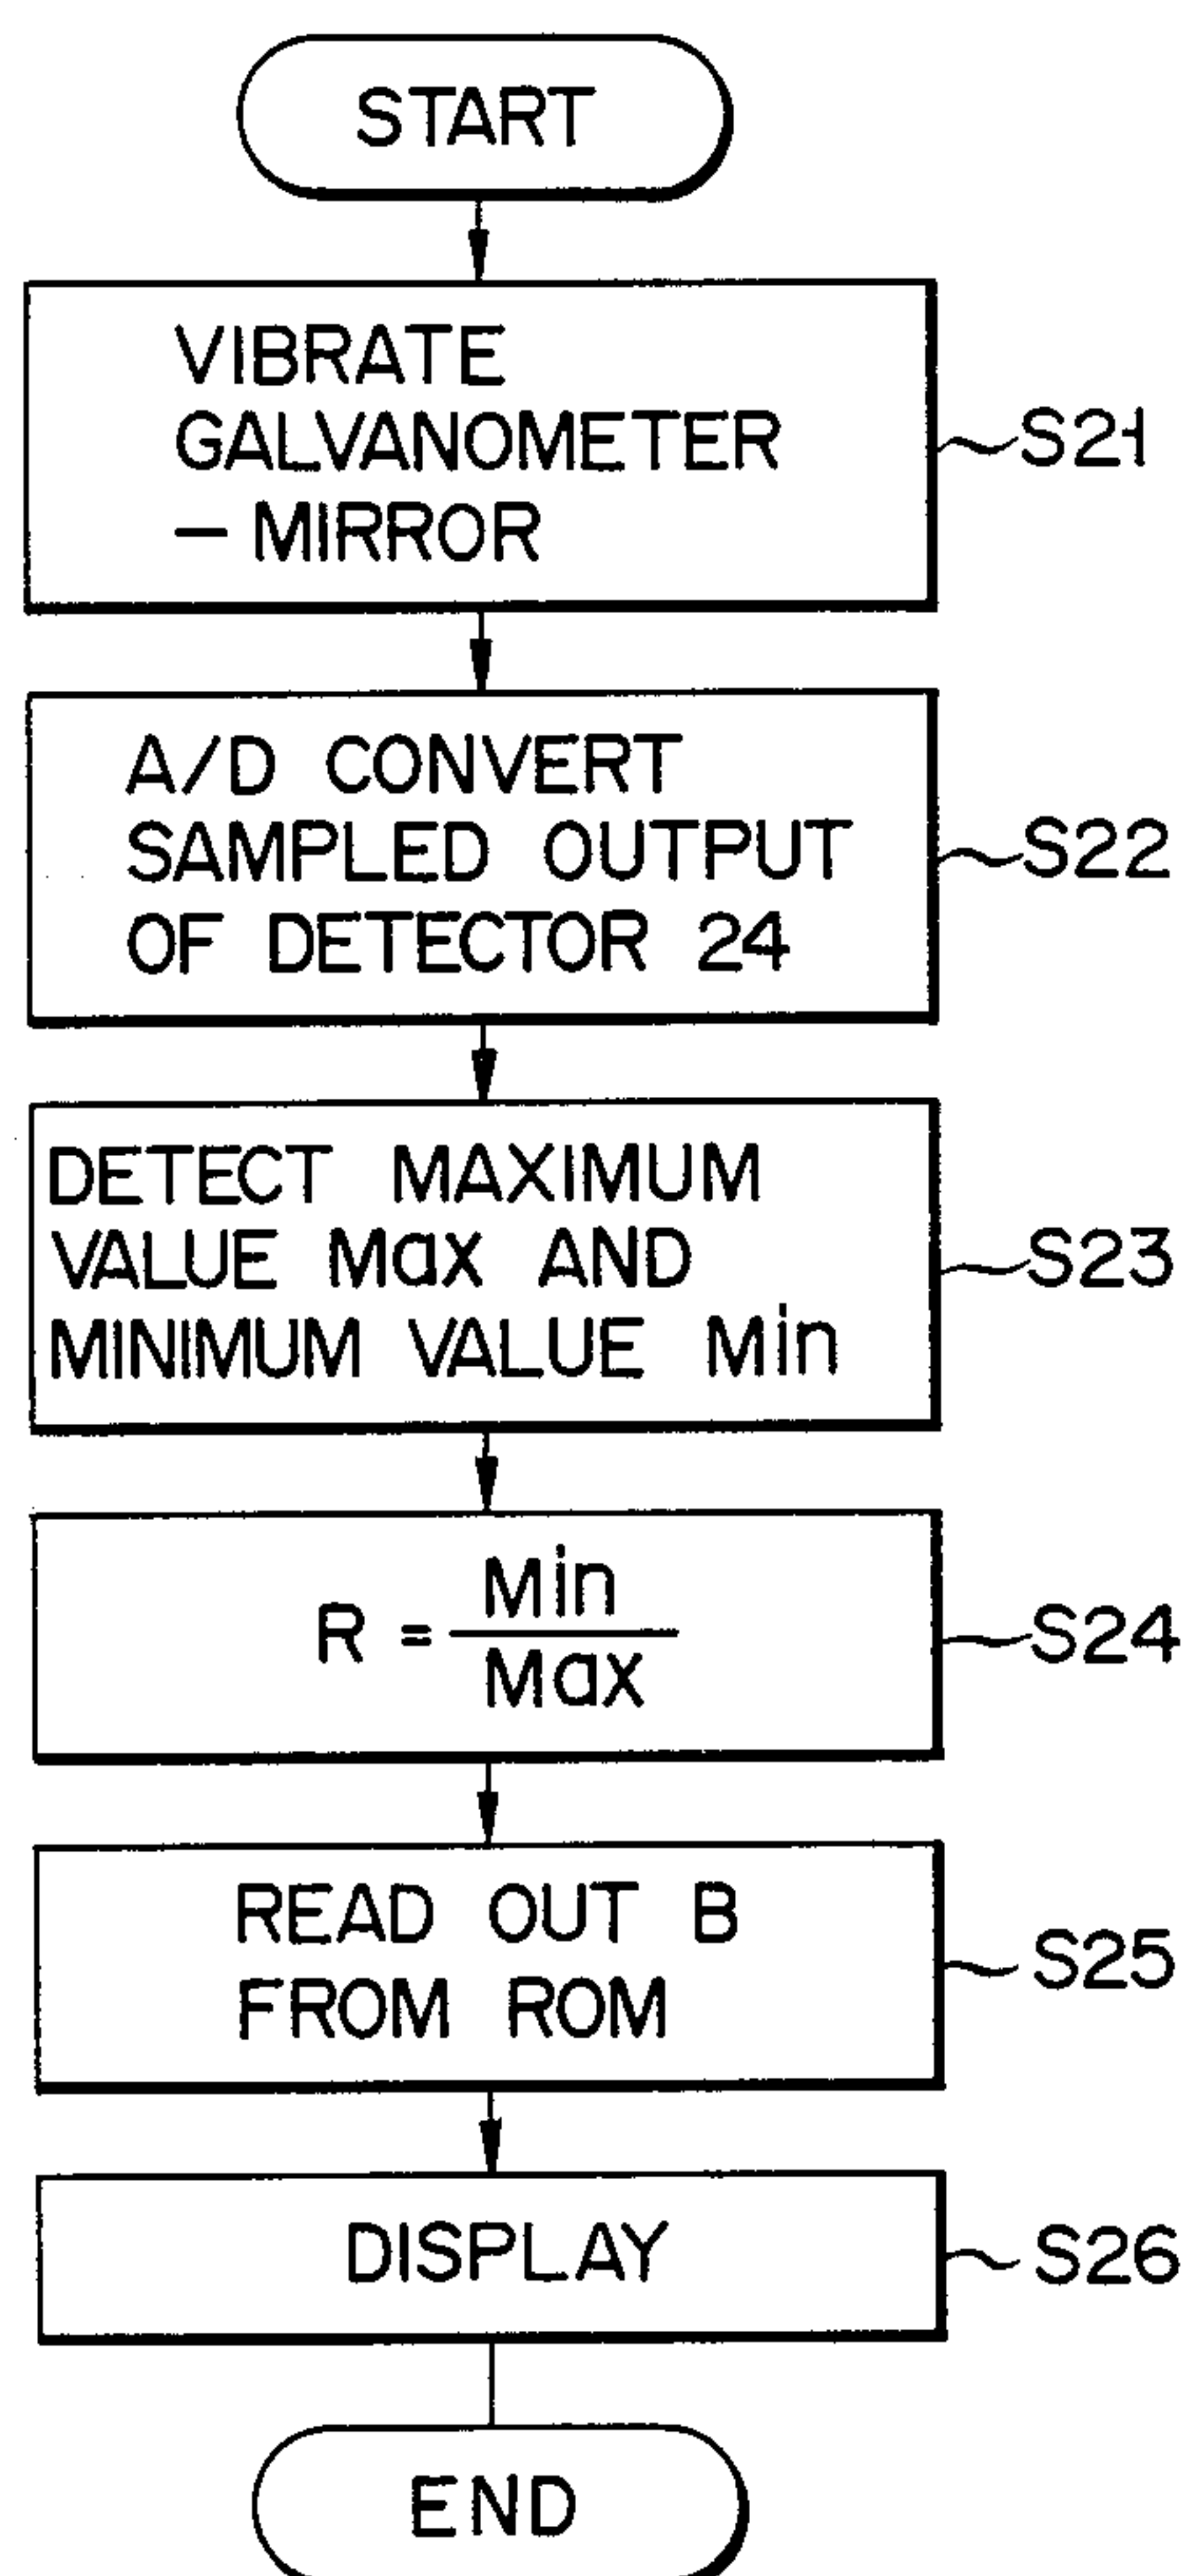 START
VIBRATE
GALVANOMETER
- MIRROR
S21
A/D CONVERT
SAMPLED OUTPUT
OF DETECTOR 24
S22
DETECT MAXIMUM
VALUE Max AND
MINIMUM VALUE Min
S23
R = Min / Max
S24
READ OUT B
FROM ROM
S25
DISPLAY
S26
END